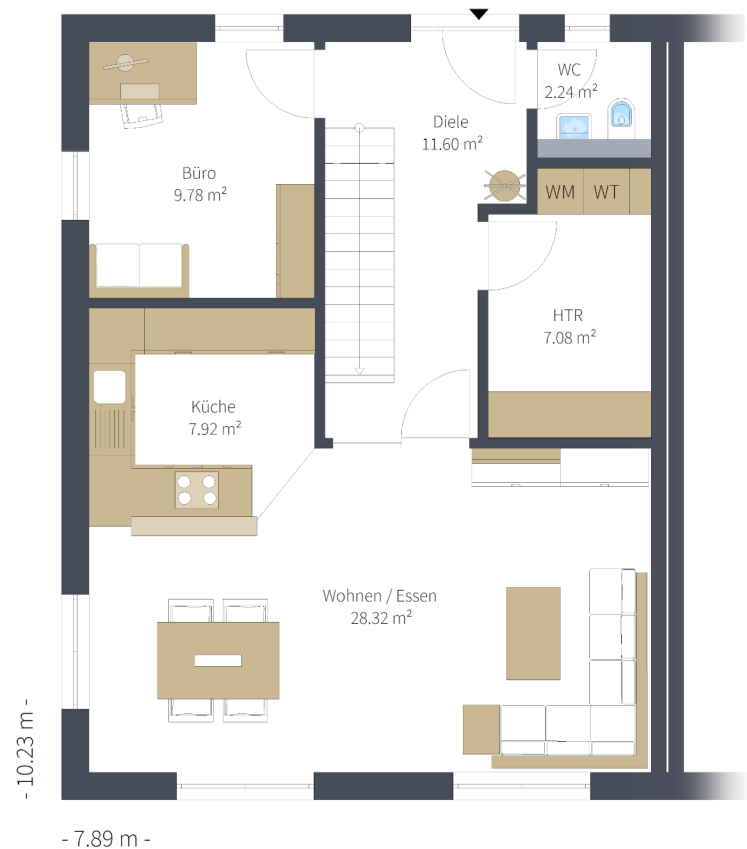 WC
2.24 m²
Diele
11.60 m²
Büro
9.78 m²
WM
WT
HTR
7.08 m²
Küche
7.92 m²
Wohnen / Essen
28.32 m²
- 10.23 m -
- 7.89 m -